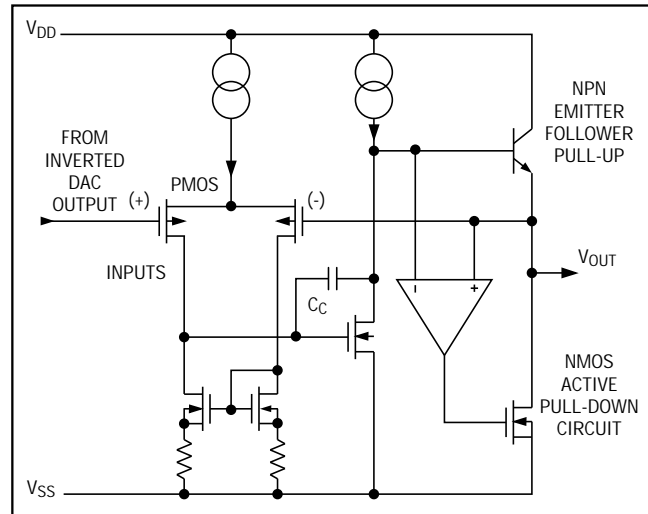 V_DD
NPN
EMITTER
FOLLOWER
PULL-UP
FROM
INVERTED
DAC
OUTPUT
(+)
PMOS
(-)
INPUTS
C_C
-
+
V_OUT
NMOS
ACTIVE
PULL-DOWN
CIRCUIT
V_SS